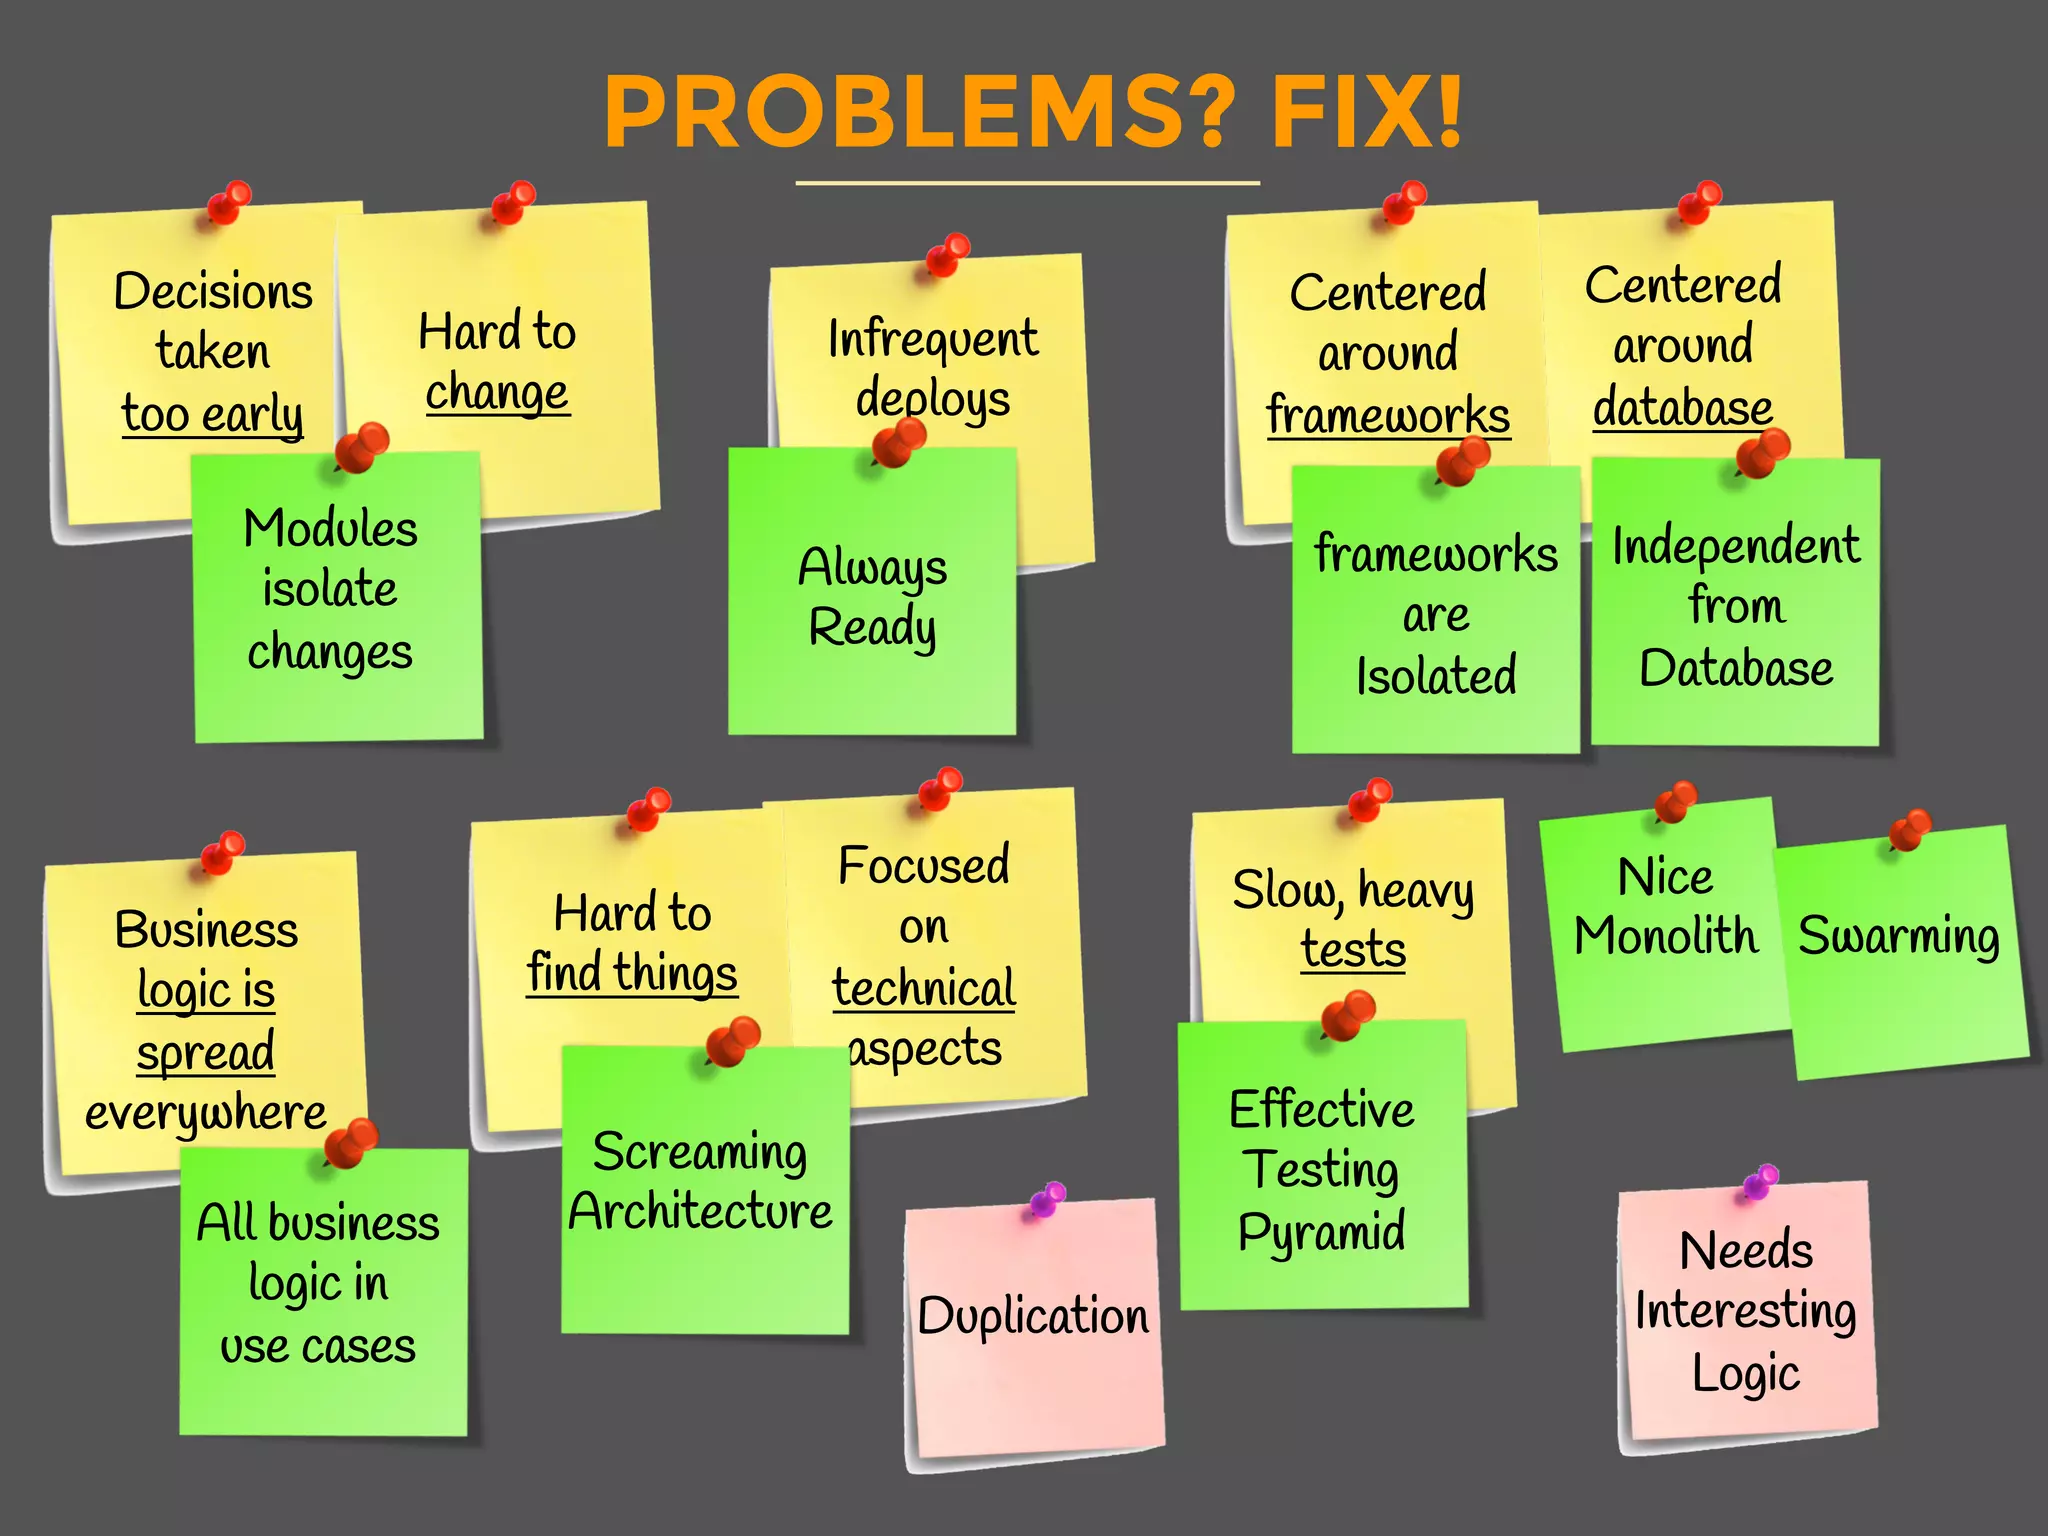 PROBLEMS? FIX!
Decisions
taken
too early
Hard to
change
Modules
isolate
changes
Infrequent
deploys
Always
Ready
Centered
around
frameworks
Centered
around
database
frameworks
are
Isolated
Independent
from
Database
Business
logic is
spread
everywhere
All business
logic in
use cases
Hard to
find things
Focused
on
technical
aspects
Screaming
Architecture
Duplication
Slow, heavy
tests
Effective
Testing
Pyramid
Nice
Monolith
Swarming
Needs
Interesting
Logic